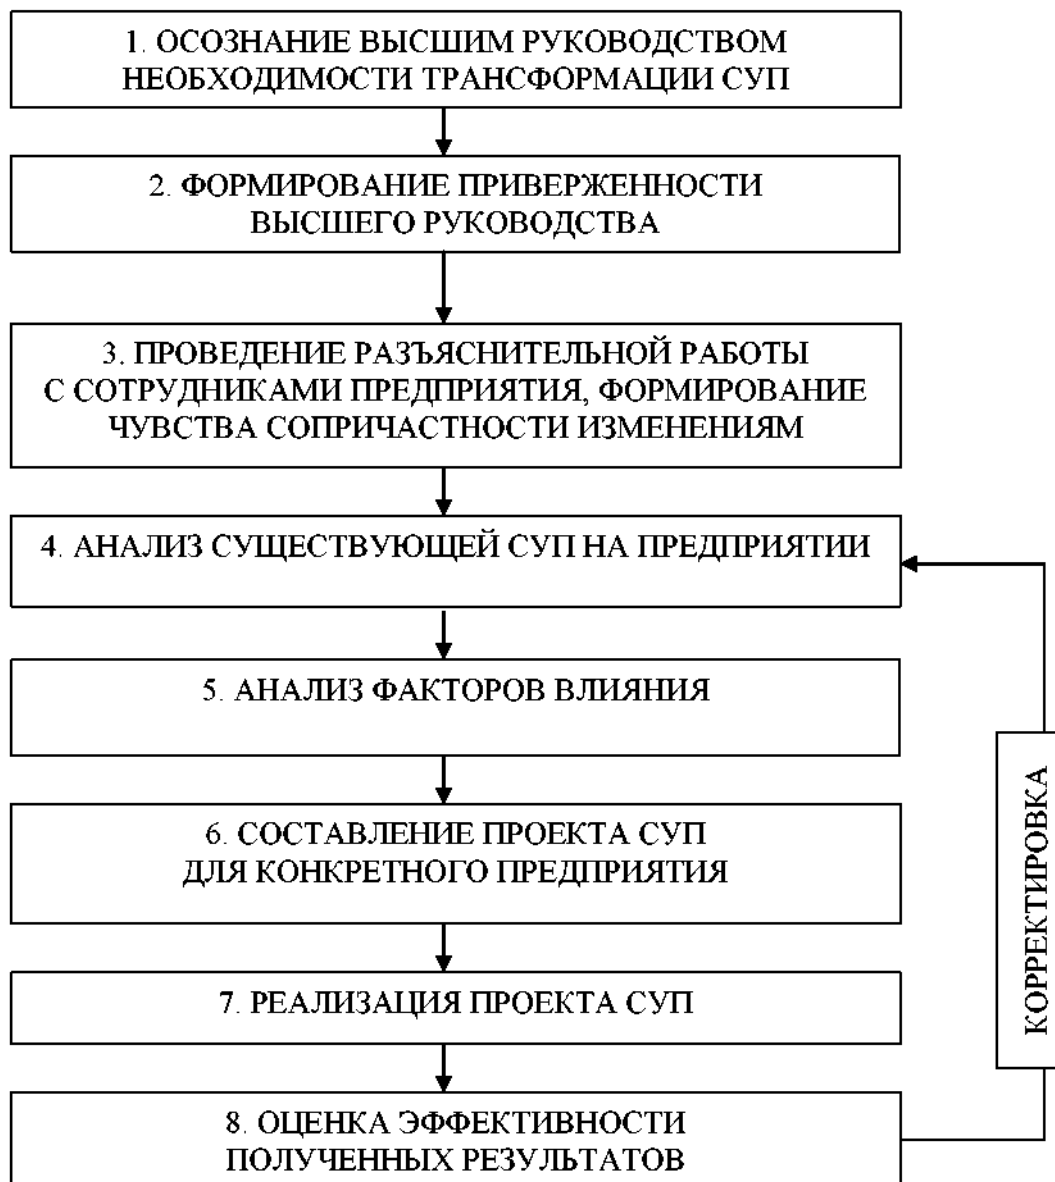 1. ОСОЗНАНИЕ ВЫСШИМ РУКОВОДСТВОМ
НЕОБХОДИМОСТИ ТРАНСФОРМАЦИИ СУП
2. ФОРМИРОВАНИЕ ПРИВЕРЖЕННОСТИ
ВЫСШЕГО РУКОВОДСТВА
3. ПРОВЕДЕНИЕ РАЗЪЯСНИТЕЛЬНОЙ РАБОТЫ
С СОТРУДНИКАМИ ПРЕДПРИЯТИЯ, ФОРМИРОВАНИЕ
ЧУВСТВА СОПРИЧАСТНОСТИ ИЗМЕНЕНИЯМ
4. АНАЛИЗ СУЩЕСТВУЮЩЕЙ СУП НА ПРЕДПРИЯТИИ
5. АНАЛИЗ ФАКТОРОВ ВЛИЯНИЯ
6. СОСТАВЛЕНИЕ ПРОЕКТА СУП
ДЛЯ КОНКРЕТНОГО ПРЕДПРИЯТИЯ
7. РЕАЛИЗАЦИЯ ПРОЕКТА СУП
8. ОЦЕНКА ЭФФЕКТИВНОСТИ
ПОЛУЧЕННЫХ РЕЗУЛЬТАТОВ
КОРРЕКТИРОВКА